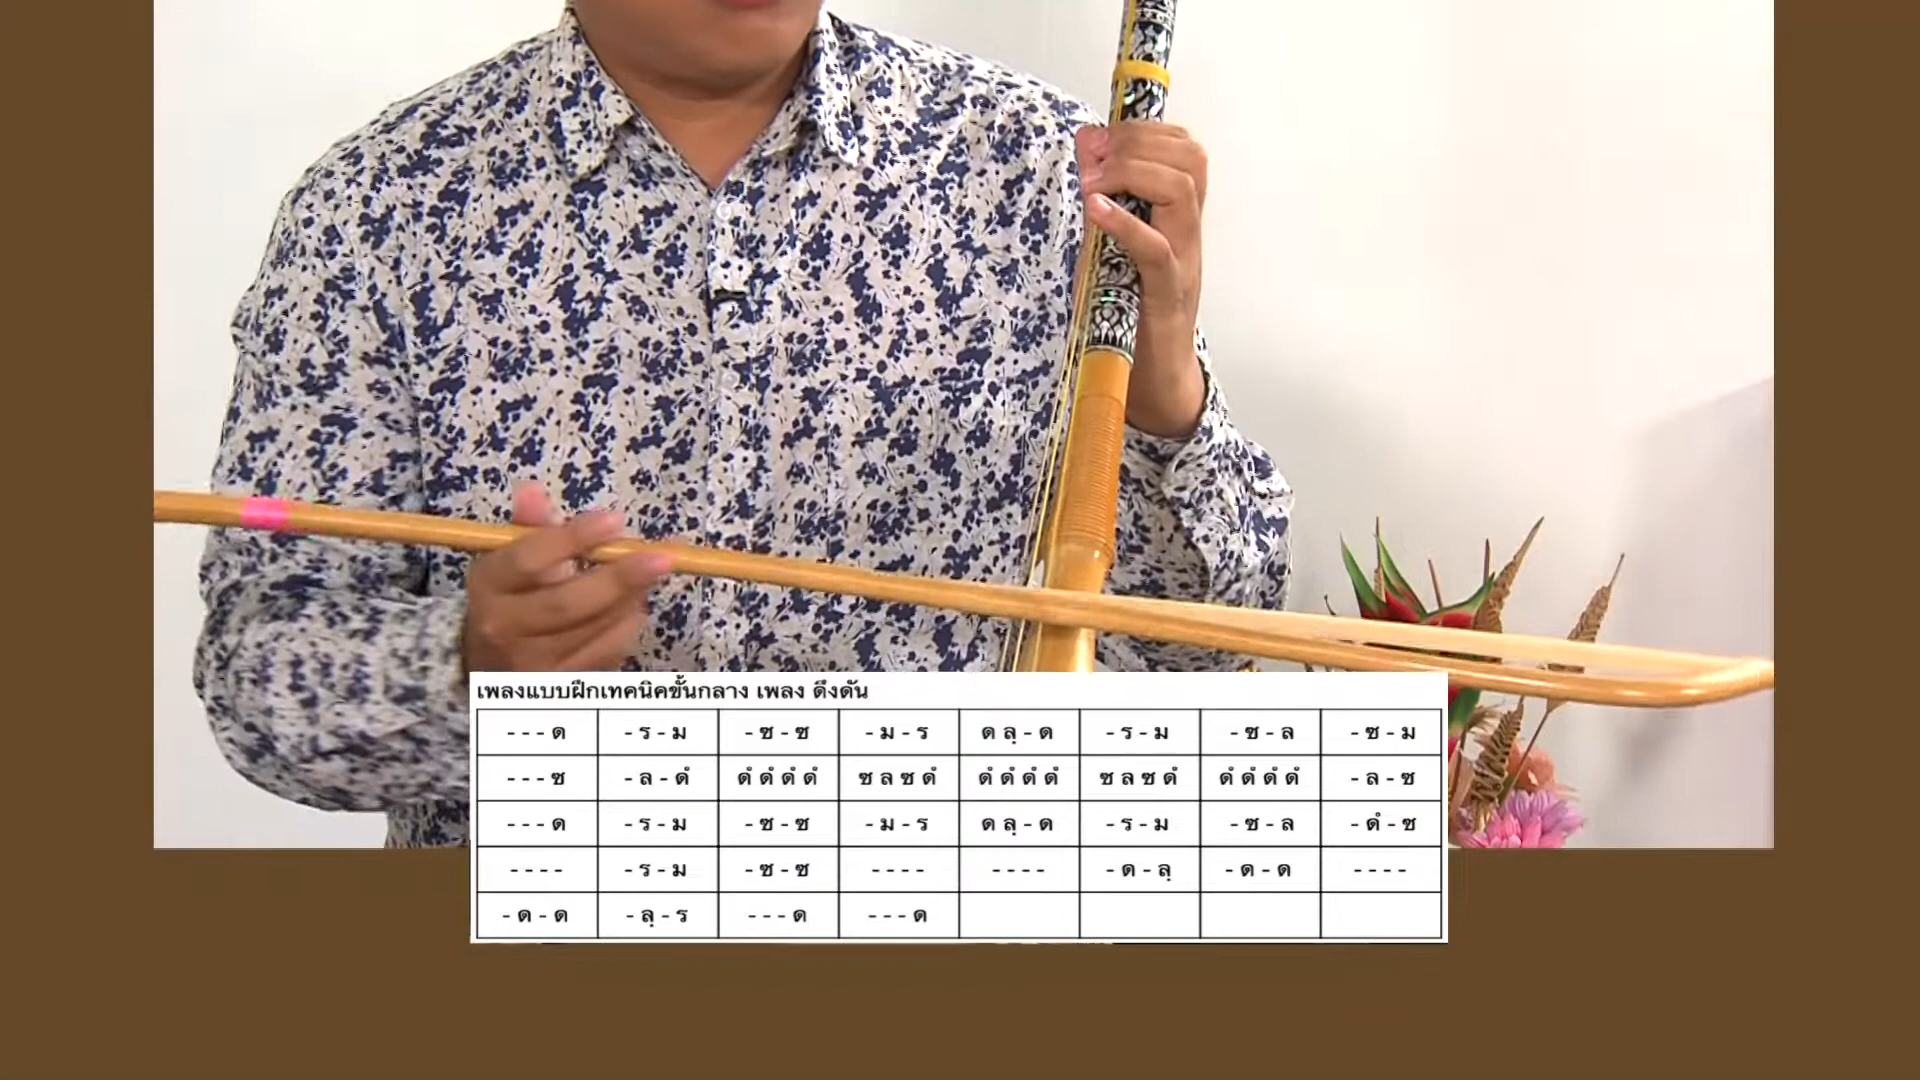 เพลงแบบฝึกเทคนิคขั้นกลาง เพลง ดึงดัน
- - - ด - ร - ม - ซ - ซ - ม - ร ด ลฺ - ด - ร - ม - ซ - ล - ซ - ม
- - - ซ - ล - ดํ ดํ ดํ ดํ ดํ ซ ล ซ ดํ ดํ ดํ ดํ ดํ ซ ล ซ ดํ ดํ ดํ ดํ ดํ - ล - ซ
- - - ด - ร - ม - ซ - ซ - ม - ร ด ลฺ - ด - ร - ม - ซ - ล - ดํ - ซ
- - - - - ร - ม - ซ - ซ - - - - - - - - - ด - ลฺ - ด - ด - - - -
- ด - ด - ลฺ - ร - - - ด - - - ด